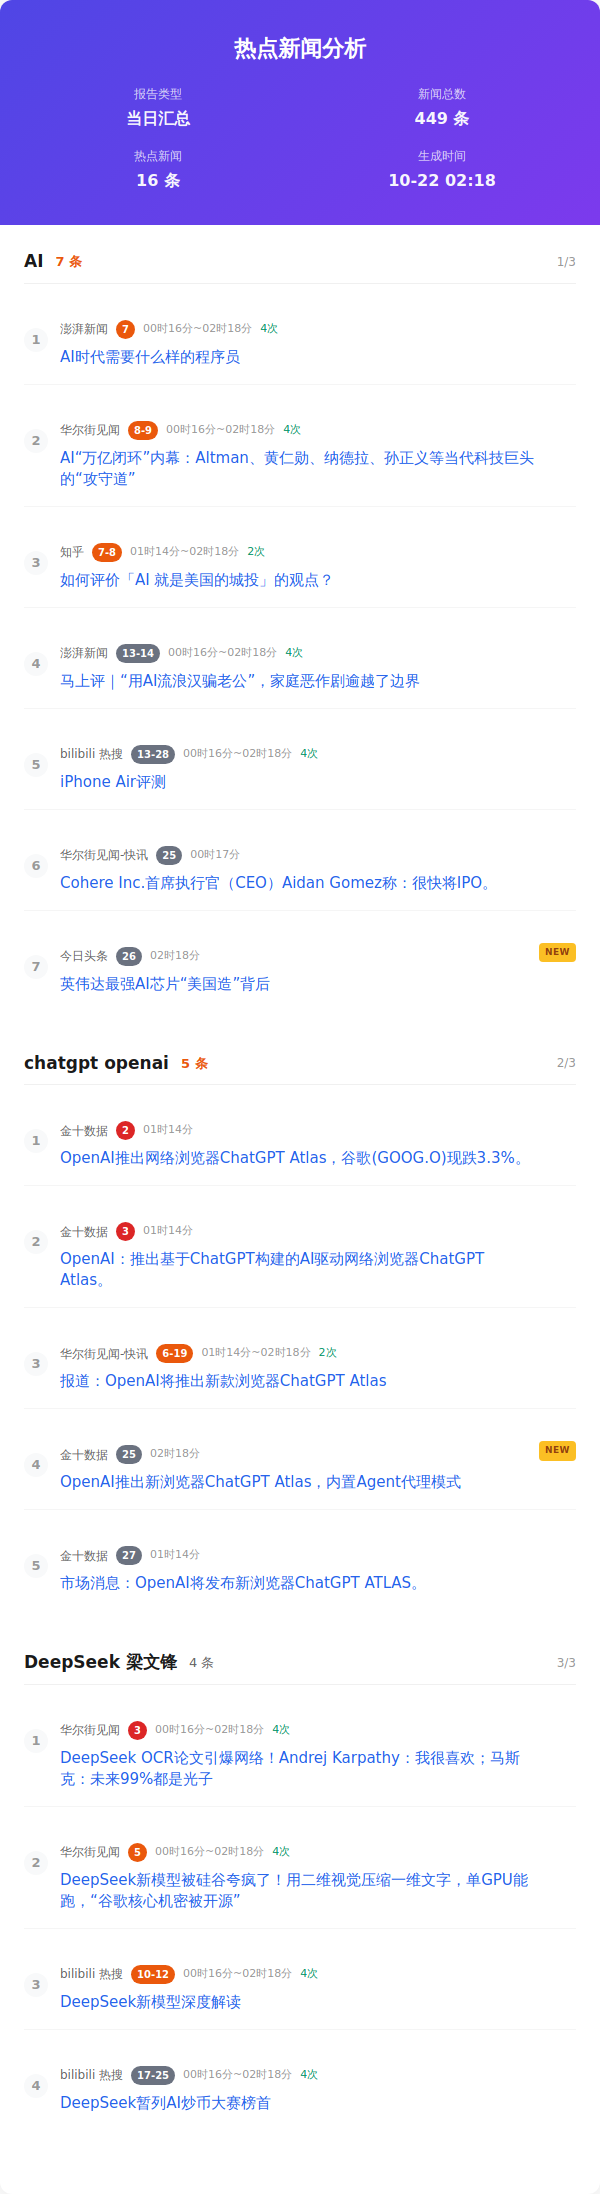 热点新闻分析
报告类型
新闻总数
当日汇总
449 条
热点新闻
生成时间
16 条
10-22 02:18
AI 7 条 1/3
1
澎湃新闻 7 00时16分~02时18分 4次
AI时代需要什么样的程序员
2
华尔街见闻 8-9 00时16分~02时18分 4次
AI“万亿闭环”内幕：Altman、黄仁勋、纳德拉、孙正义等当代科技巨头
的“攻守道”
3
知乎 7-8 01时14分~02时18分 2次
如何评价「AI 就是美国的城投」的观点？
4
澎湃新闻 13-14 00时16分~02时18分 4次
马上评｜“用AI流浪汉骗老公”，家庭恶作剧逾越了边界
5
bilibili 热搜 13-28 00时16分~02时18分 4次
iPhone Air评测
6
华尔街见闻-快讯 25 00时17分
Cohere Inc.首席执行官（CEO）Aidan Gomez称：很快将IPO。
7
今日头条 26 02时18分 NEW
英伟达最强AI芯片“美国造”背后
chatgpt openai 5 条 2/3
1
金十数据 2 01时14分
OpenAI推出网络浏览器ChatGPT Atlas，谷歌(GOOG.O)现跌3.3%。
2
金十数据 3 01时14分
OpenAI：推出基于ChatGPT构建的AI驱动网络浏览器ChatGPT
Atlas。
3
华尔街见闻-快讯 6-19 01时14分~02时18分 2次
报道：OpenAI将推出新款浏览器ChatGPT Atlas
4
金十数据 25 02时18分 NEW
OpenAI推出新浏览器ChatGPT Atlas，内置Agent代理模式
5
金十数据 27 01时14分
市场消息：OpenAI将发布新浏览器ChatGPT ATLAS。
DeepSeek 梁文锋 4 条 3/3
1
华尔街见闻 3 00时16分~02时18分 4次
DeepSeek OCR论文引爆网络！Andrej Karpathy：我很喜欢；马斯
克：未来99%都是光子
2
华尔街见闻 5 00时16分~02时18分 4次
DeepSeek新模型被硅谷夸疯了！用二维视觉压缩一维文字，单GPU能
跑，“谷歌核心机密被开源”
3
bilibili 热搜 10-12 00时16分~02时18分 4次
DeepSeek新模型深度解读
4
bilibili 热搜 17-25 00时16分~02时18分 4次
DeepSeek暂列AI炒币大赛榜首